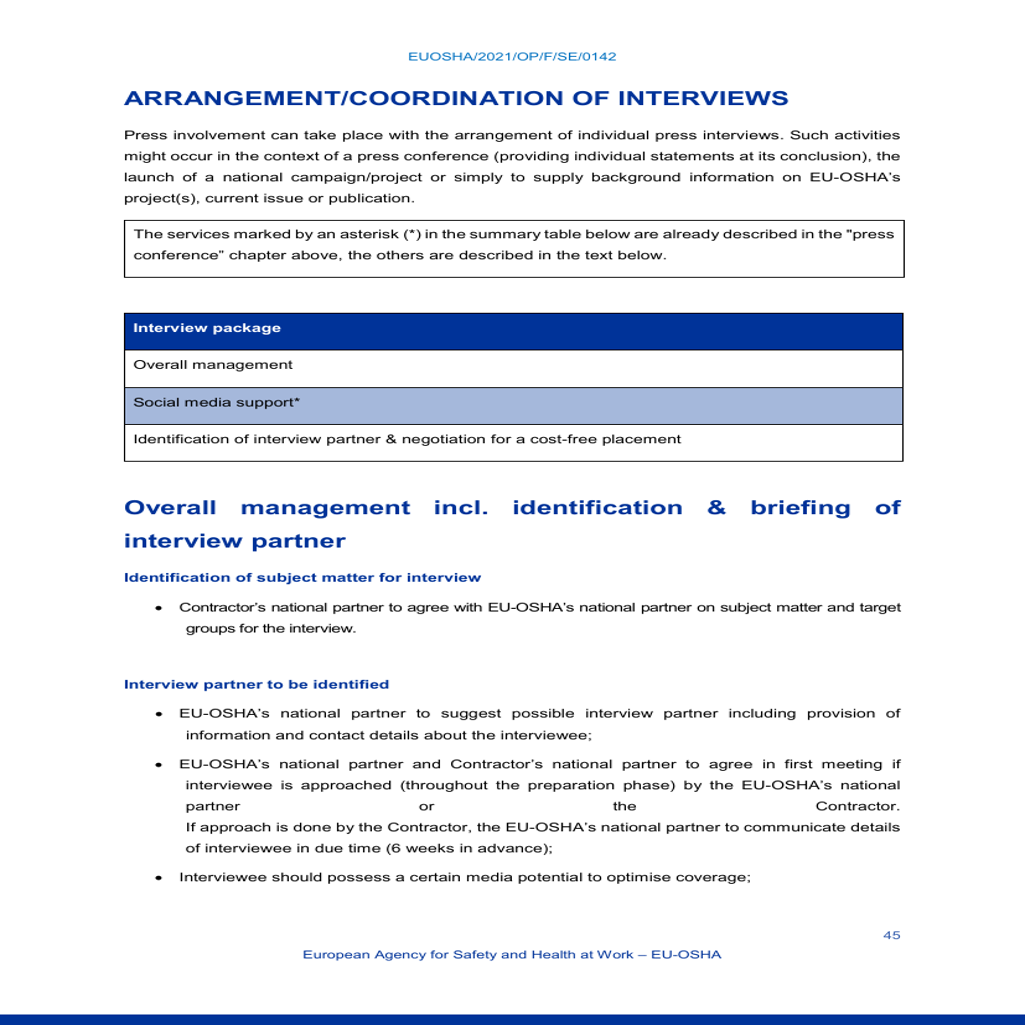 EUOSHA/2021/OP/F/SE/0142
ARRANGEMENT/COORDINATION OF INTERVIEWS
Press involvement can take place with the arrangement of individual press interviews. Such activities
might occur in the context of a press conference (providing individual statements at its conclusion), the
launch of a national campaign/project or simply to supply background information on EU-OSHA's
project(s), current issue or publication.
The services marked by an asterisk (*) in the summary table below are already described in the "press
conference" chapter above, the others are described in the text below.
Interview package
Overall management
Social media support*
Identification of interview partner & negotiation for a cost-free placement
Overall management incl. identification & briefing of
interview partner
Identification of subject matter for interview
• Contractor's national partner to agree with EU-OSHA's national partner on subject matter and target
groups for the interview.
Interview partner to be identified
• EU-OSHA's national partner to suggest possible interview partner including provision of
information and contact details about the interviewee;
• EU-OSHA's national partner and Contractor's national partner to agree in first meeting if
interviewee is approached (throughout the preparation phase) by the EU-OSHA's national
partner or the Contractor.
If approach is done by the Contractor, the EU-OSHA's national partner to communicate details
of interviewee in due time (6 weeks in advance);
• Interviewee should possess a certain media potential to optimise coverage;
45
European Agency for Safety and Health at Work – EU-OSHA